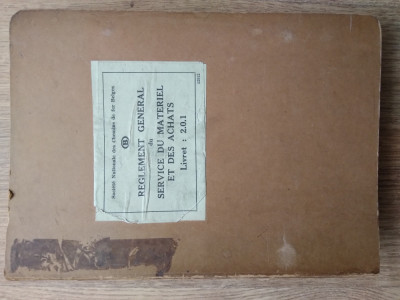 Société Nationale des Chemins de fer Belges
B
REGLEMENT GENERAL
du
SERVICE DU MATERIEL
ET DES ACHATS
Livret : 2.0.1